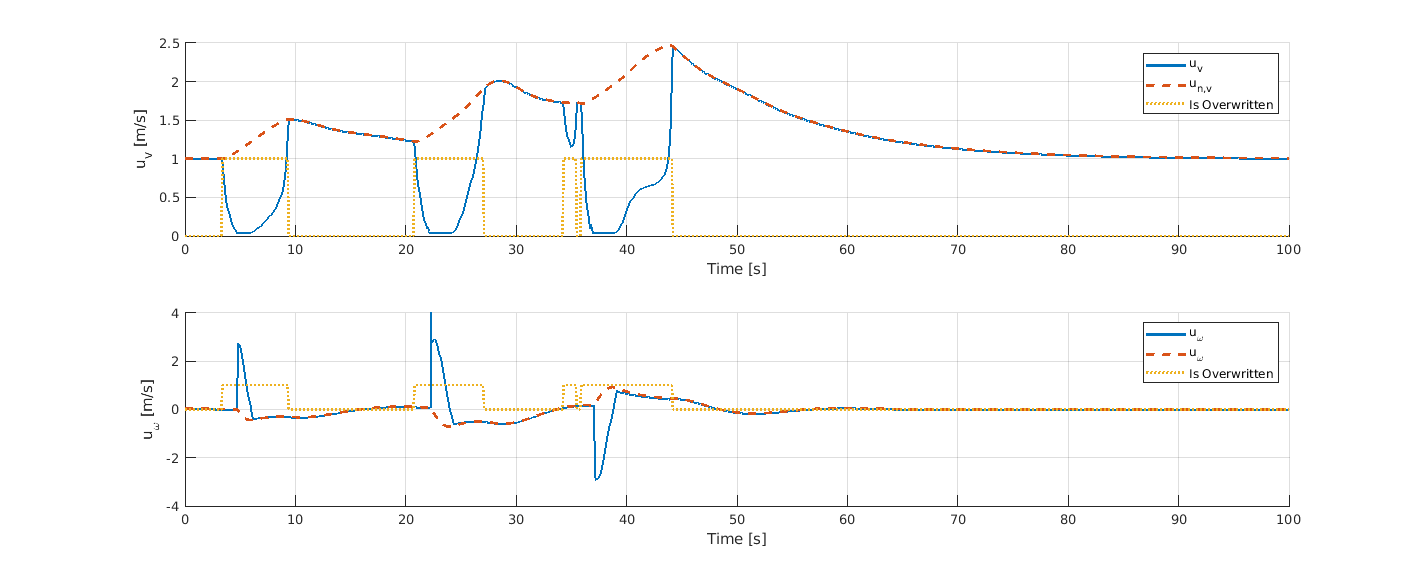 2.5
2
1.5
1
0.5
0
u_v [m/s]
u_v
u_n,v
Is Overwritten
0 10 20 30 40 50 60 70 80 90 100
Time [s]
4
2
0
-2
-4
u_ω [m/s]
u_ω
u_ω
Is Overwritten
0 10 20 30 40 50 60 70 80 90 100
Time [s]